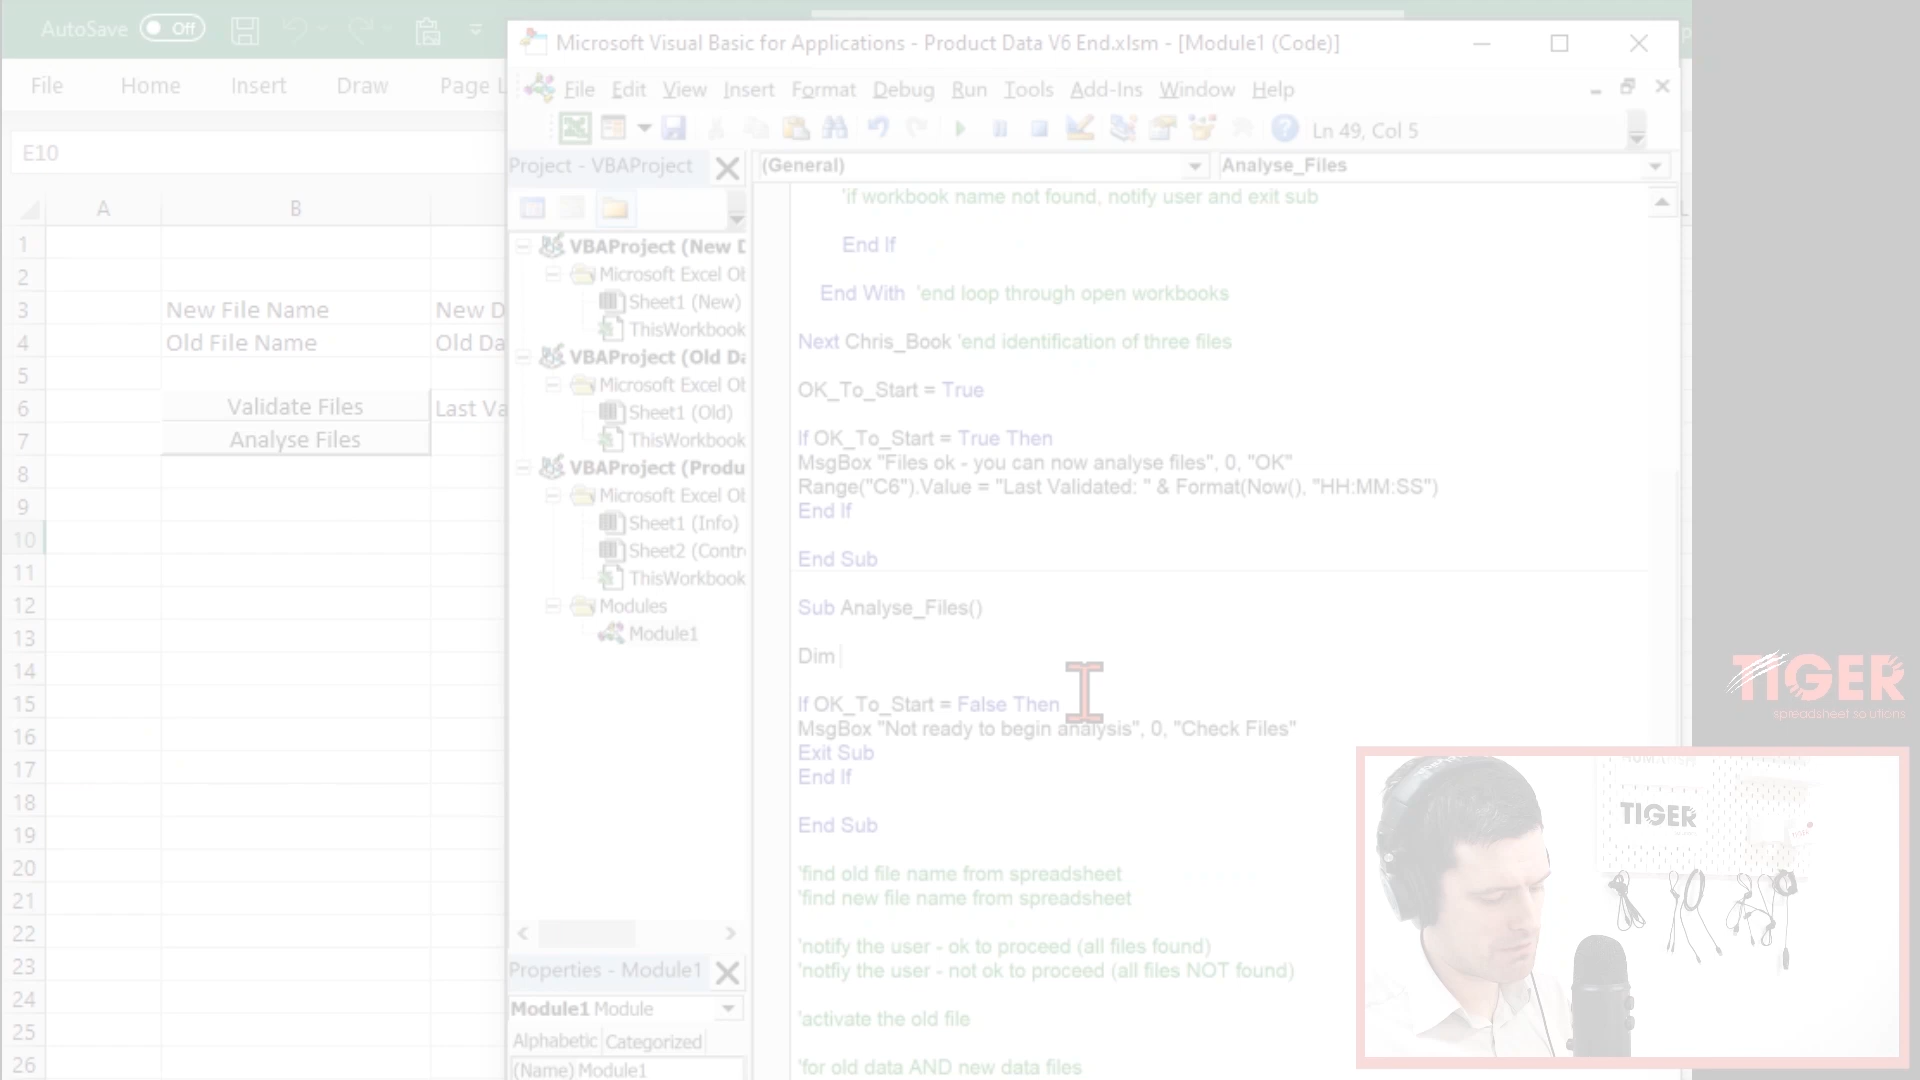 AutoSave Off
File Home Insert Draw Page L
E10
A B
1
2
3 New File Name New D
4 Old File Name Old Da
5
6 Validate Files Last Va
7 Analyse Files
8
9
10
11
12
13
14
15
16
17
18
19
20
21
22
23
24
25
26
Microsoft Visual Basic for Applications - Product Data V6 End.xlsm - [Module1 (Code)]
File Edit View Insert Format Debug Run Tools Add-Ins Window Help
Ln 49, Col 5
Project - VBAProject
VBAProject (New D
Microsoft Excel Ob
Sheet1 (New)
ThisWorkbook
VBAProject (Old Da
Microsoft Excel Ob
Sheet1 (Old)
ThisWorkbook
VBAProject (Produ
Microsoft Excel Ob
Sheet1 (Info)
Sheet2 (Contr
ThisWorkbook
Modules
Module1
Properties - Module1
Module1 Module
Alphabetic Categorized
(Name) Module1
(General) Analyse_Files
'if workbook name not found, notify user and exit sub
End If
End With 'end loop through open workbooks
Next Chris_Book 'end identification of three files
OK_To_Start = True
If OK_To_Start = True Then
MsgBox "Files ok - you can now analyse files", 0, "OK"
Range("C6").Value = "Last Validated: " & Format(Now(), "HH:MM:SS")
End If
End Sub
Sub Analyse_Files()
Dim
If OK_To_Start = False Then
MsgBox "Not ready to begin analysis", 0, "Check Files"
Exit Sub
End If
End Sub
'find old file name from spreadsheet
'find new file name from spreadsheet
'notify the user - ok to proceed (all files found)
'notfiy the user - not ok to proceed (all files NOT found)
'activate the old file
'for old data AND new data files
TIGER
spreadsheet solutions
TIGER